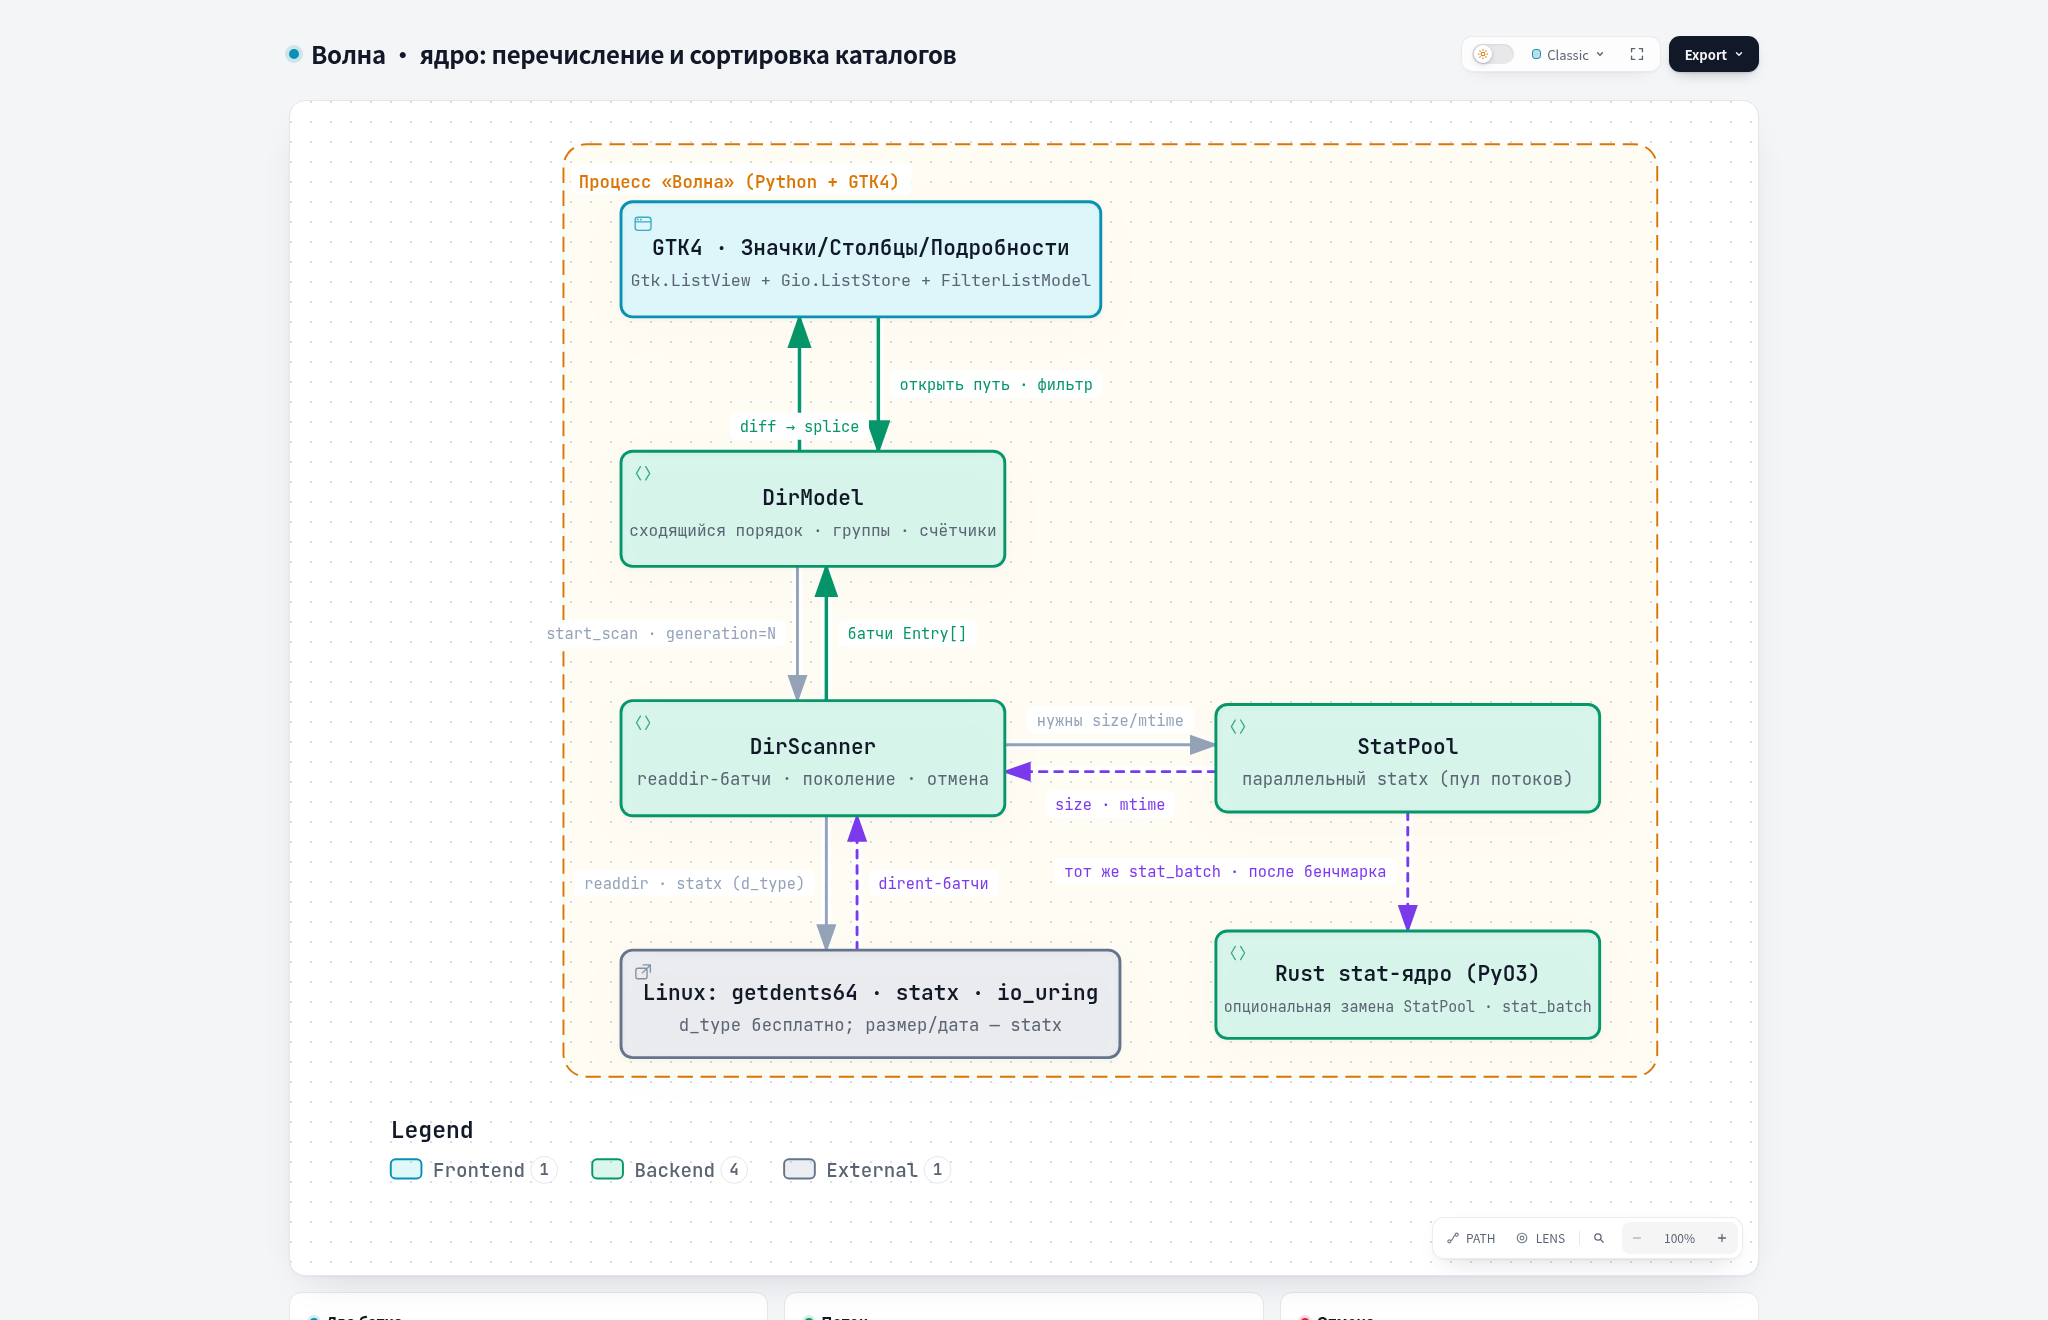 Волна • ядро: перечисление и сортировка каталогов
Classic
Export
Процесс «Волна» (Python + GTK4)
GTK4 · Значки/Столбцы/Подробности
Gtk.ListView + Gio.ListStore + FilterListModel
открыть путь · фильтр
diff → splice
DirModel
сходящийся порядок · группы · счётчики
start_scan · generation=N
батчи Entry[]
DirScanner
readdir-батчи · поколение · отмена
нужны size/mtime
size · mtime
StatPool
параллельный statx (пул потоков)
readdir · statx (d_type)
dirent-батчи
тот же stat_batch · после бенчмарка
Linux: getdents64 · statx · io_uring
d_type бесплатно; размер/дата — statx
Rust stat-ядро (PyO3)
опциональная замена StatPool · stat_batch
Legend
Frontend 1
Backend 4
External 1
PATH
LENS
100%